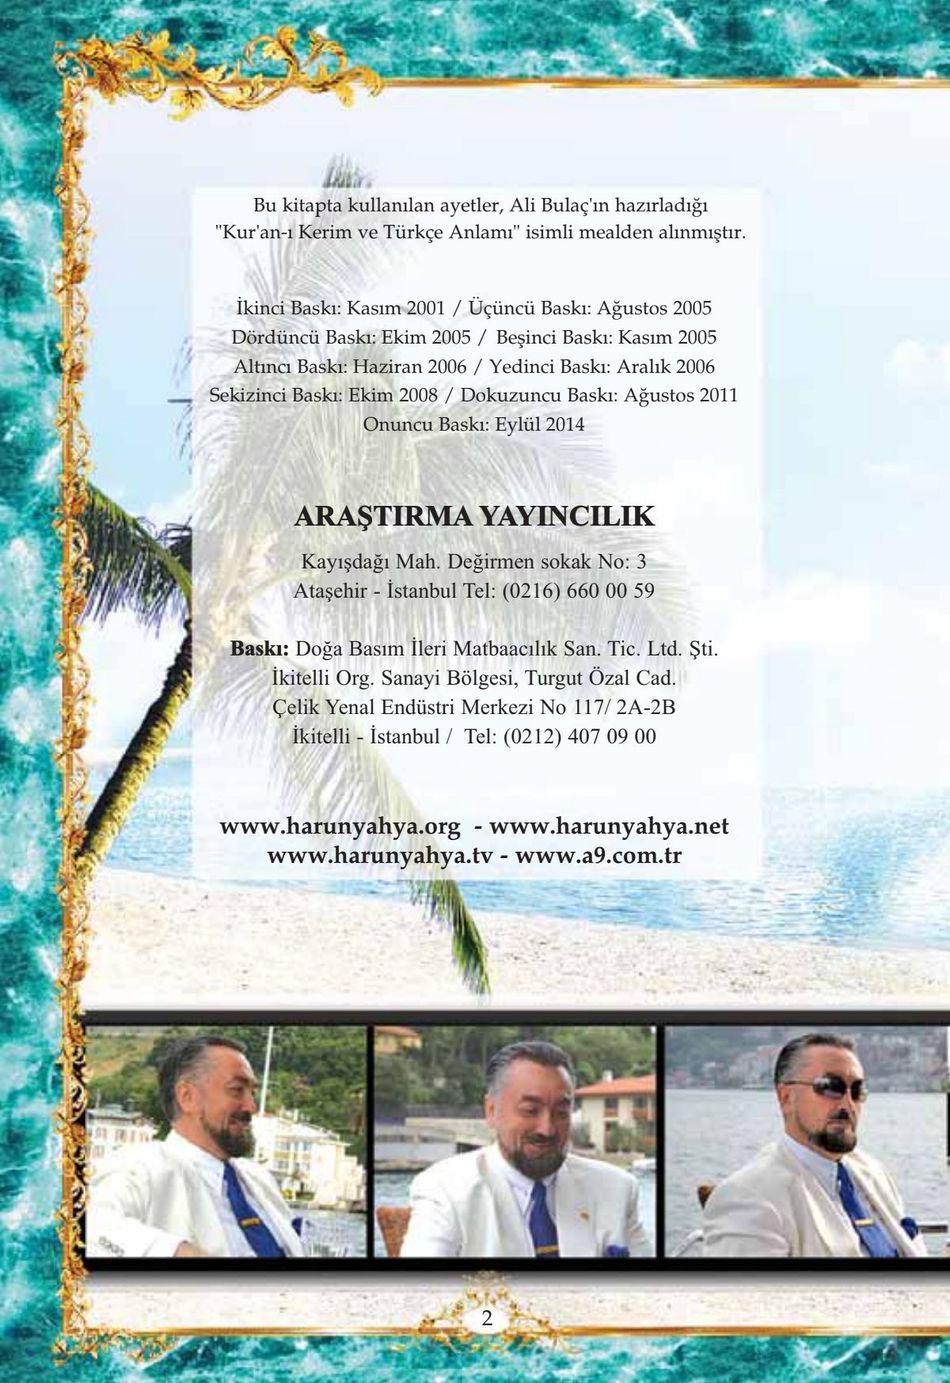 Bu kitapta kullanılan ayetler, Ali Bulaç'ın hazırladığı
"Kur'an-ı Kerim ve Türkçe Anlamı" isimli mealden alınmıştır.
İkinci Baskı: Kasım 2001 / Üçüncü Baskı: Ağustos 2005
Dördüncü Baskı: Ekim 2005 / Beşinci Baskı: Kasım 2005
Altıncı Baskı: Haziran 2006 / Yedinci Baskı: Aralık 2006
Sekizinci Baskı: Ekim 2008 / Dokuzuncu Baskı: Ağustos 2011
Onuncu Baskı: Eylül 2014
ARAŞTIRMA YAYINCILIK
Kayışdağı Mah. Değirmen sokak No: 3
Ataşehir - İstanbul Tel: (0216) 660 00 59
Baskı: Doğa Basım İleri Matbaacılık San. Tic. Ltd. Şti.
İkitelli Org. Sanayi Bölgesi, Turgut Özal Cad.
Çelik Yenal Endüstri Merkezi No 117/ 2A-2B
İkitelli - İstanbul / Tel: (0212) 407 09 00
www.harunyahya.org - www.harunyahya.net
www.harunyahya.tv - www.a9.com.tr
2